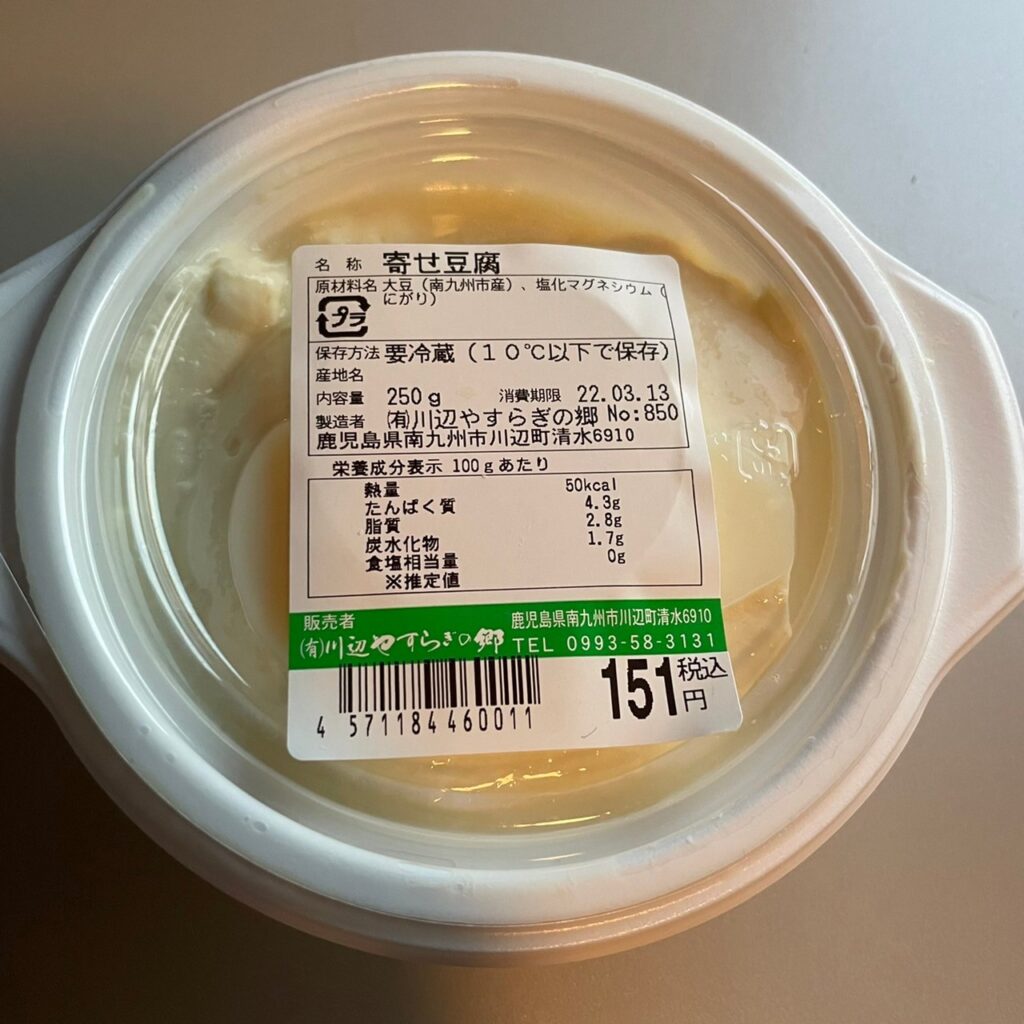 名称 寄せ豆腐
原材料名 大豆（南九州市産）、塩化マグネシウム（
にがり）
プラ
保存方法 要冷蔵（１０℃以下で保存）
産地名
内容量 250g 消費期限 22.03.13
製造者 ㈲川辺やすらぎの郷 No:850
鹿児島県南九州市川辺町清水6910
栄養成分表示 100gあたり
熱量 50kcal
たんぱく質 4.3g
脂質 2.8g
炭水化物 1.7g
食塩相当量 0g
※推定値
販売者 鹿児島県南九州市川辺町清水6910
㈲川辺やすらぎの郷 TEL 0993-58-3131
4 571184 460011
151円 税込